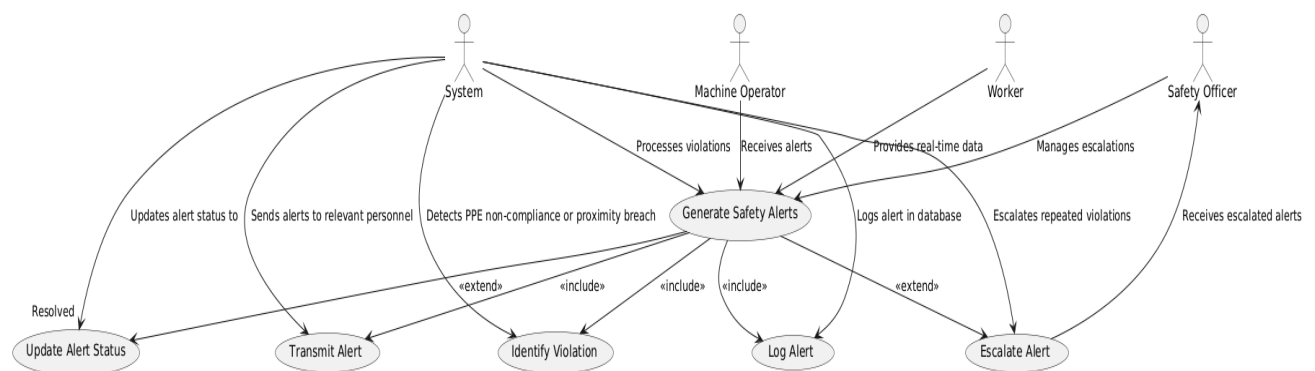 System
Machine Operator
Worker
Safety Officer
Processes violations
Receives alerts
Provides real-time data
Manages escalations
Updates alert status to
Sends alerts to relevant personnel
Detects PPE non-compliance or proximity breach
Generate Safety Alerts
Logs alert in database
Escalates repeated violations
Receives escalated alerts
«extend»
«include»
«include»
«include»
«extend»
Resolved
Update Alert Status
Transmit Alert
Identify Violation
Log Alert
Escalate Alert